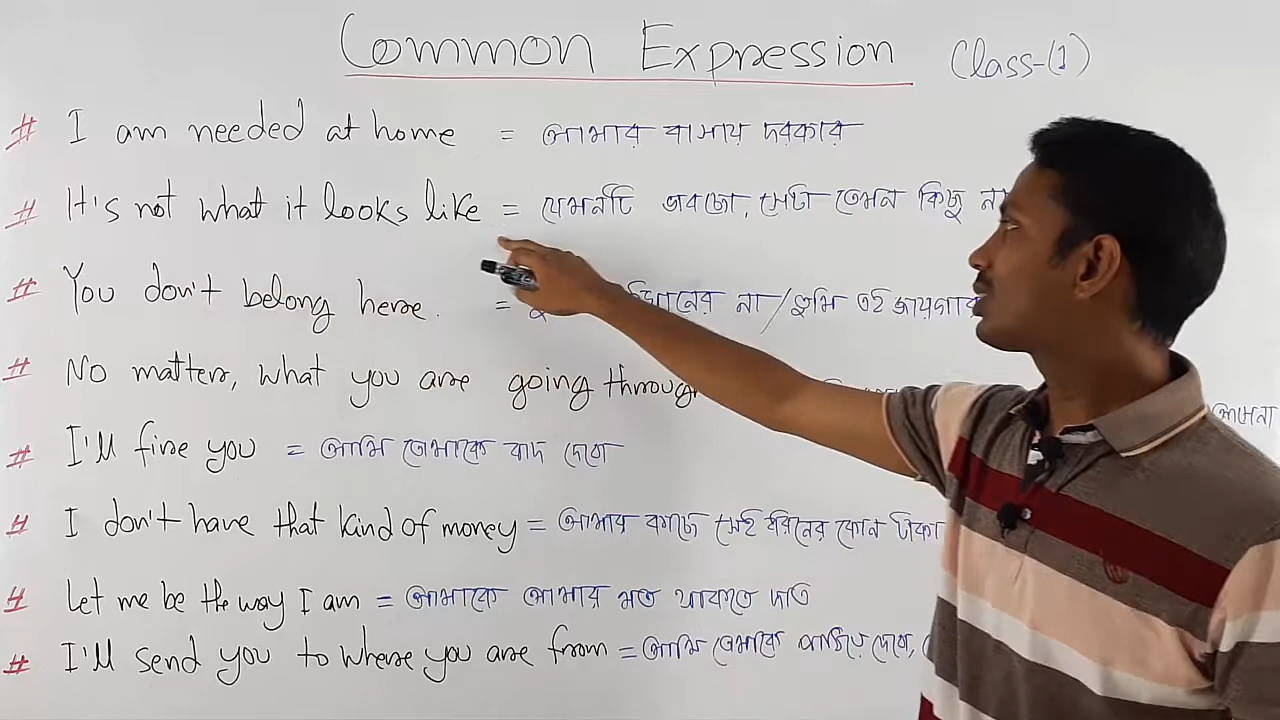 Common Expression Class-(1)
# I am needed at home = আমার বাসায় দরকার
# It's not what it looks like = যেমনটি ভাবছো, সেটা তেমন কিছু
# You don't belong here. = না/তুমি এই জায়গার
# No matter, what you are going through
# I'll fire you = আমি তোমাকে বাদ দেবো
# I don't have that kind of money = আমার কাছে সেই ধরনের কোন টাকা
# Let me be the way I am = আমাকে আমার মত থাকতে দাও
# I'll send you to where you are from = আমি তোমাকে পাঠিয়ে দেবো,